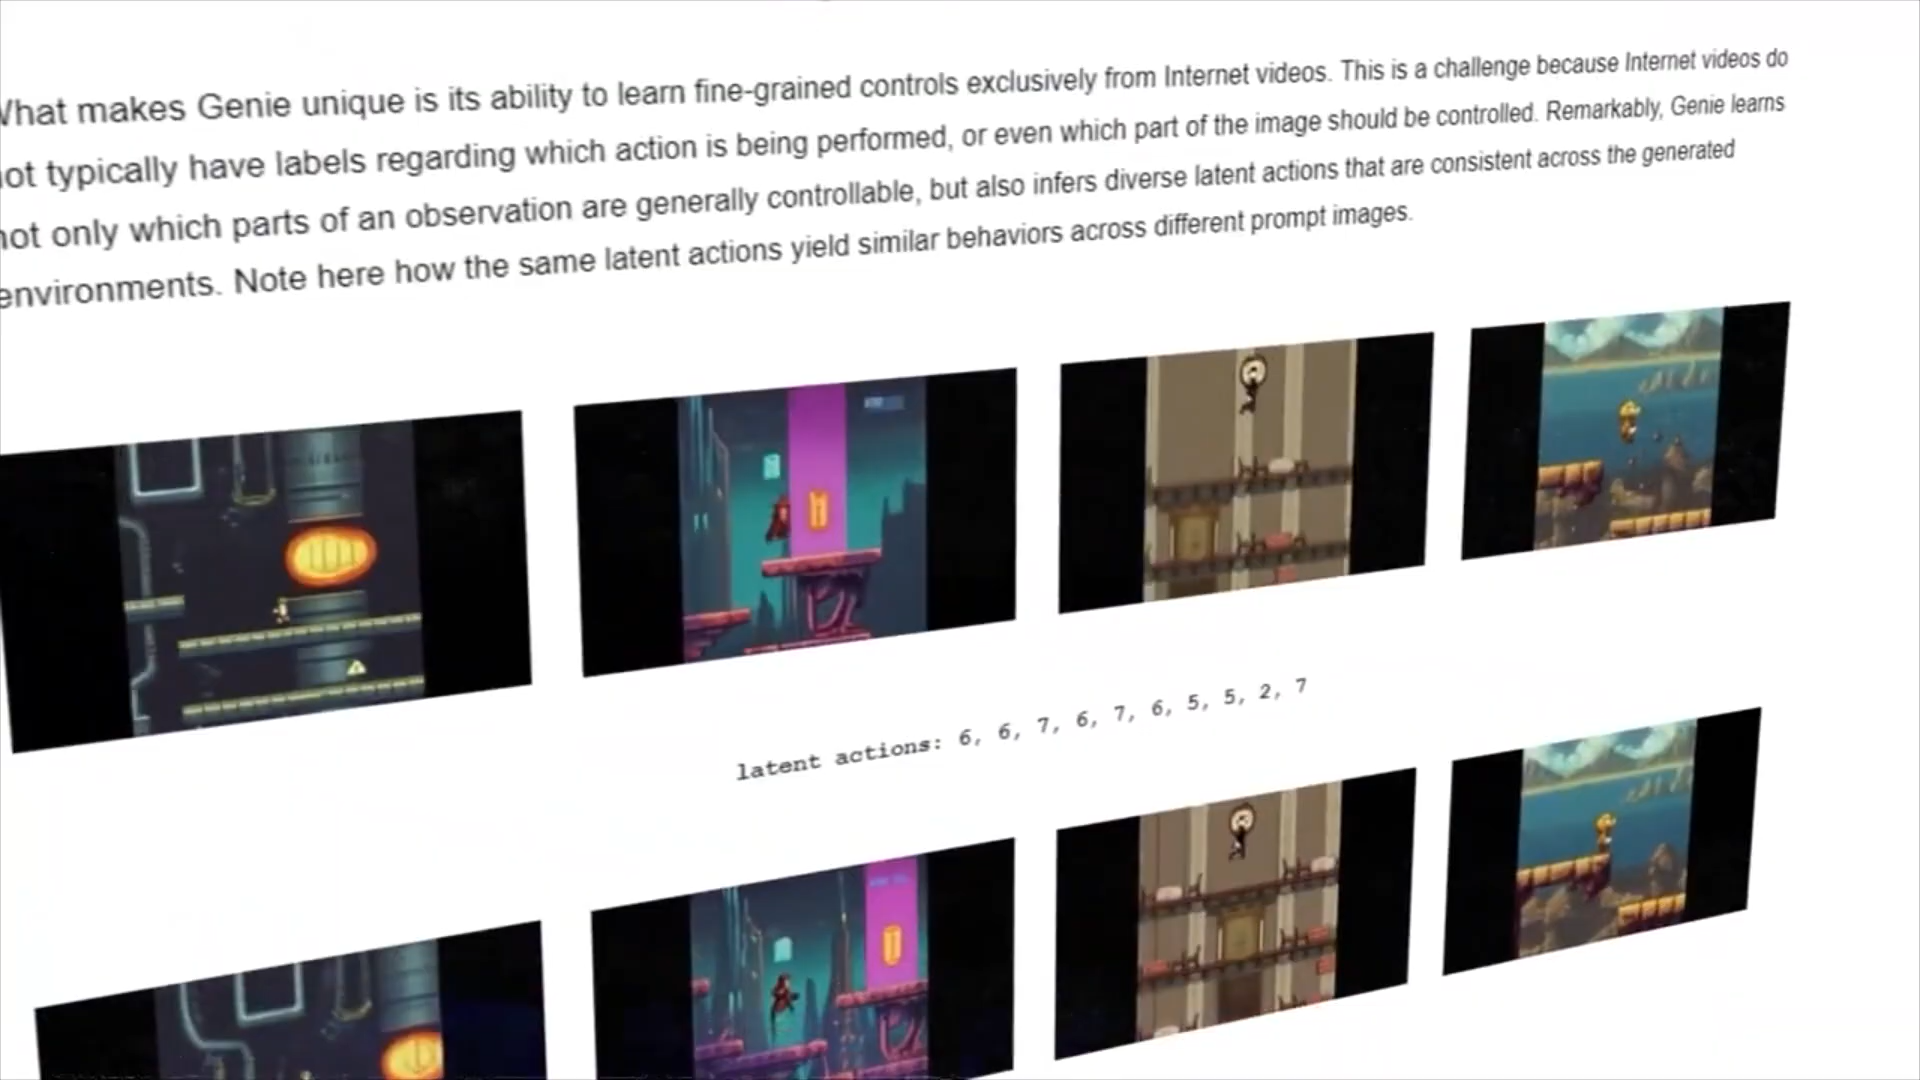 What makes Genie unique is its ability to learn fine-grained controls exclusively from Internet videos. This is a challenge because Internet videos do
not typically have labels regarding which action is being performed, or even which part of the image should be controlled. Remarkably, Genie learns
not only which parts of an observation are generally controllable, but also infers diverse latent actions that are consistent across the generated
environments. Note here how the same latent actions yield similar behaviors across different prompt images.
latent actions: 6, 6, 7, 6, 7, 6, 5, 5, 2, 7